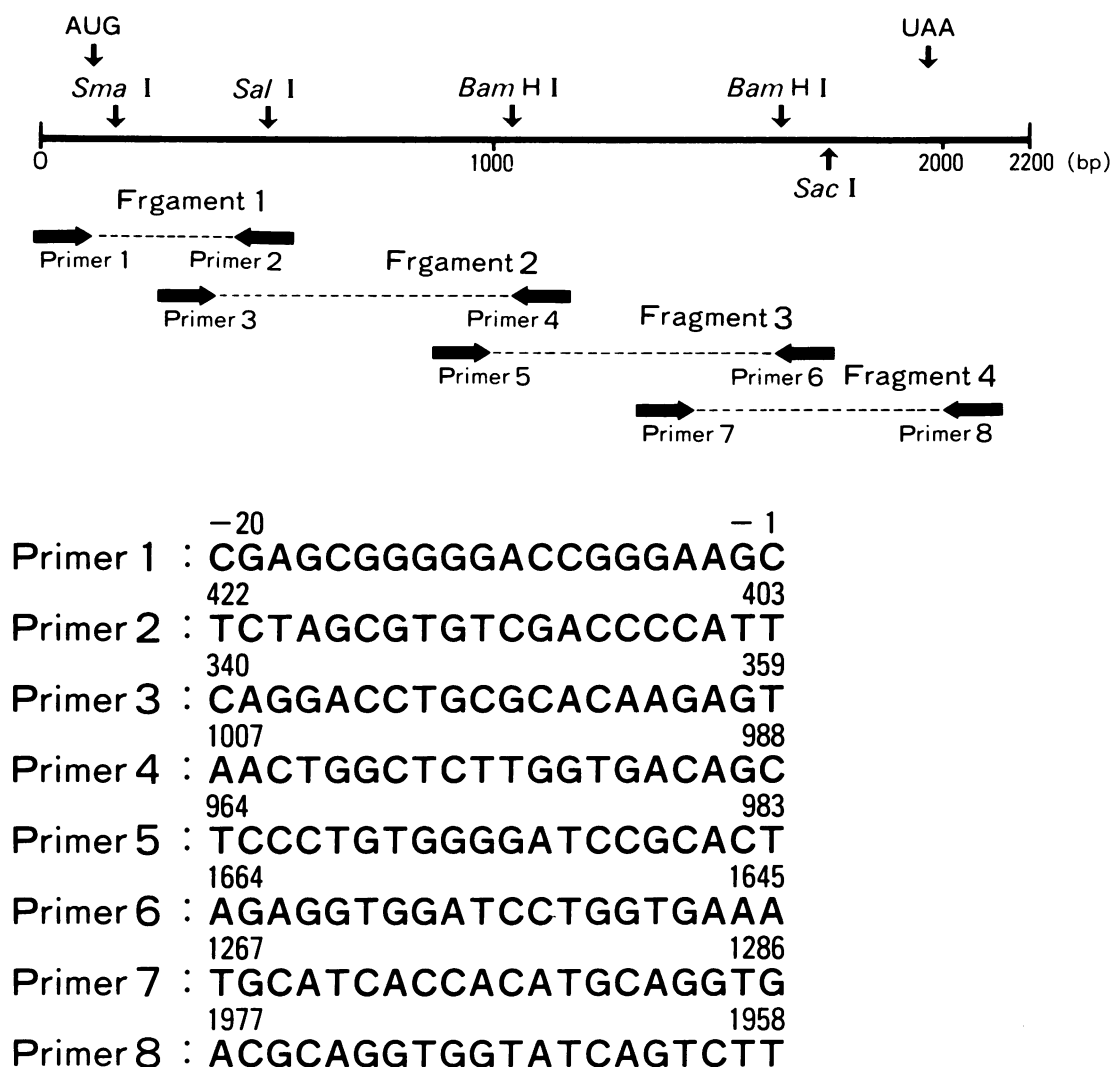 AUG UAA
Sma I Sal I Bam H I Bam H I
0 1000 2000 2200 (bp)
Sac I
Frgament 1
Primer 1 Primer 2
Frgament 2
Primer 3 Primer 4
Fragment 3
Primer 5 Primer 6
Fragment 4
Primer 7 Primer 8
−20 −1
Primer 1 : CGAGCGGGGGACCGGGAAGC
422 403
Primer 2 : TCTAGCGTGTCGACCCCATT
340 359
Primer 3 : CAGGACCTGCGCACAAGAGT
1007 988
Primer 4 : AACTGGCTCTTGGTGACAGC
964 983
Primer 5 : TCCCTGTGGGGATCCGCACT
1664 1645
Primer 6 : AGAGGTGGATCCTGGTGAAA
1267 1286
Primer 7 : TGCATCACCACATGCAGGTG
1977 1958
Primer 8 : ACGCAGGTGGTATCAGTCTT